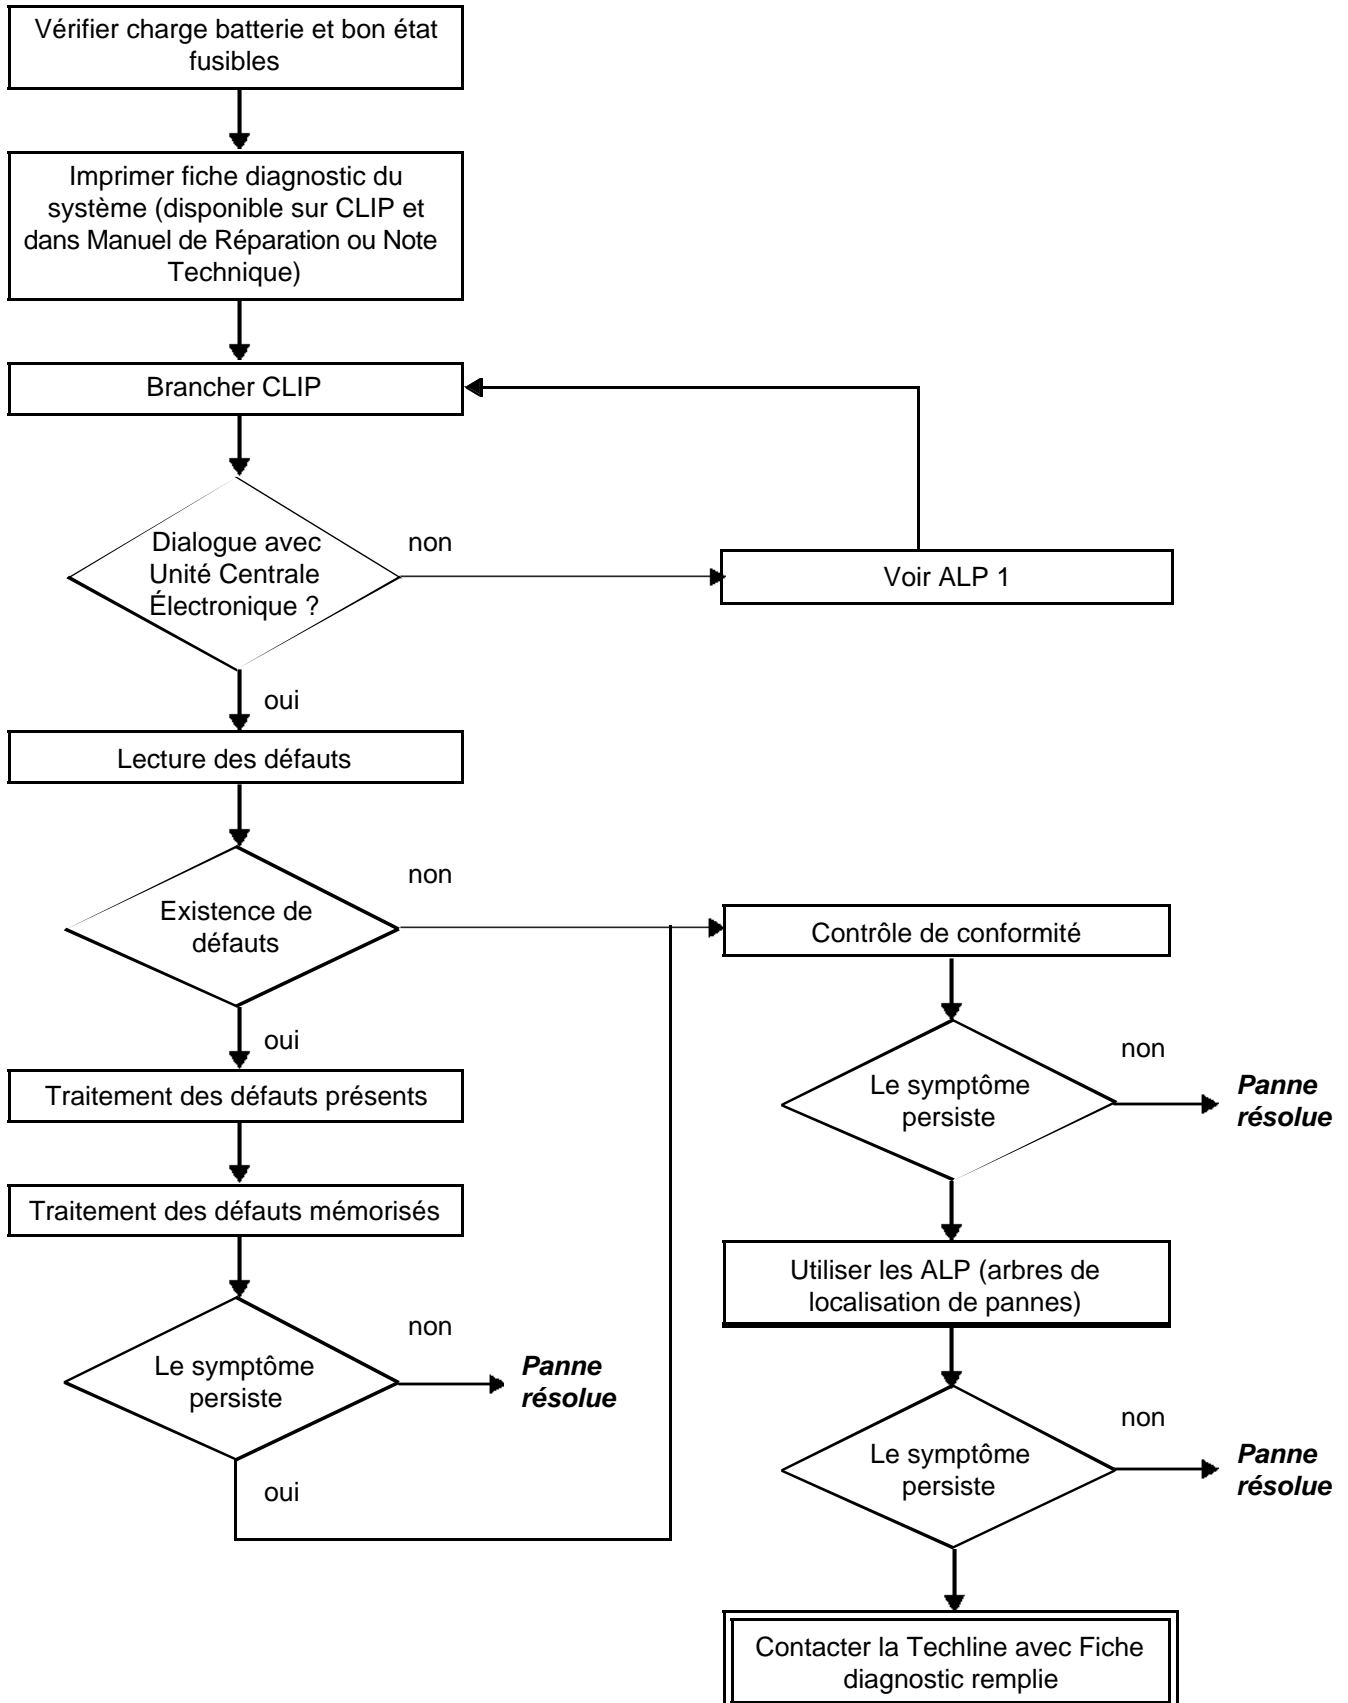 Vérifier charge batterie et bon état
fusibles
Imprimer fiche diagnostic du
système (disponible sur CLIP et
dans Manuel de Réparation ou Note
Technique)
Brancher CLIP
Dialogue avec
Unité Centrale
Électronique ?
non
Voir ALP 1
oui
Lecture des défauts
Existence de
défauts
non
oui
Traitement des défauts présents
Traitement des défauts mémorisés
Le symptôme
persiste
non
Panne
résolue
oui
Contrôle de conformité
Le symptôme
persiste
non
Panne
résolue
Utiliser les ALP (arbres de
localisation de pannes)
Le symptôme
persiste
non
Panne
résolue
Contacter la Techline avec Fiche
diagnostic remplie